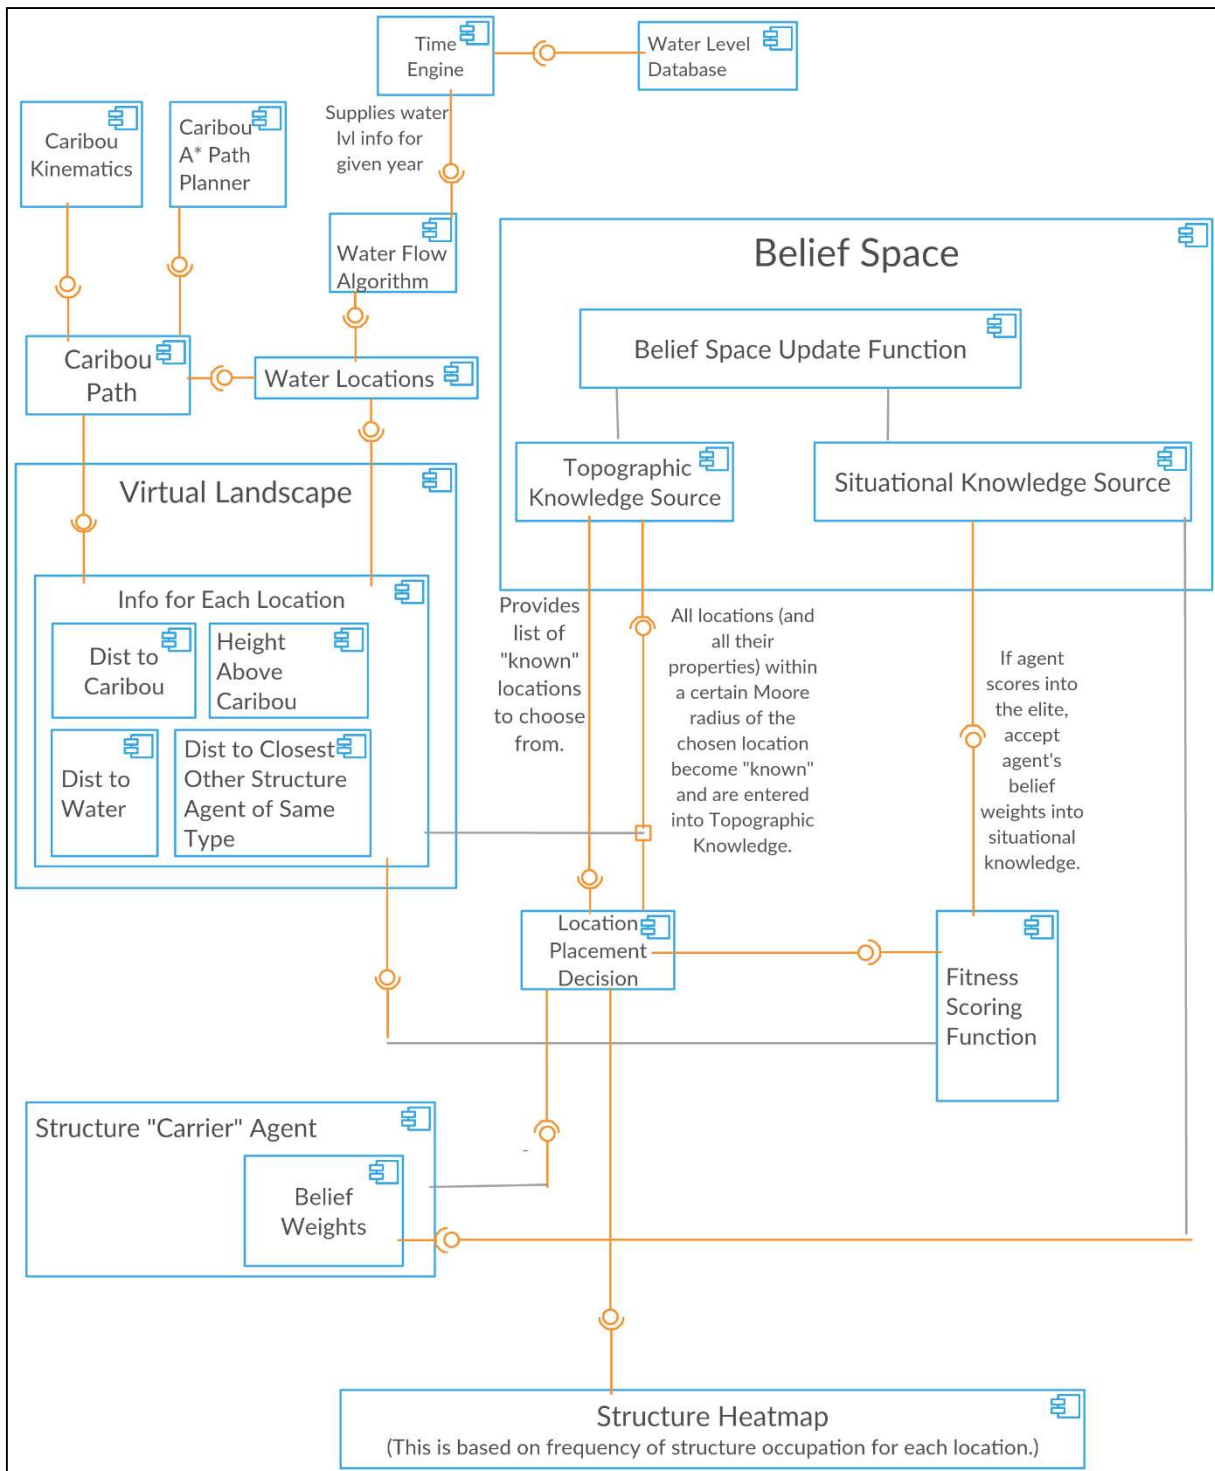 Time
Engine
Water Level
Database
Supplies water
lvl info for
given year
Caribou
Kinematics
Caribou
A* Path
Planner
Water Flow
Algorithm
Belief Space
Belief Space Update Function
Caribou
Path
Water Locations
Topographic
Knowledge Source
Situational Knowledge Source
Virtual Landscape
Info for Each Location
Dist to
Caribou
Height
Above
Caribou
Dist to
Water
Dist to Closest
Other Structure
Agent of Same
Type
Provides
list of
"known"
locations
to choose
from.
All locations (and
all their
properties) within
a certain Moore
radius of the
chosen location
become "known"
and are entered
into Topographic
Knowledge.
If agent
scores into
the elite,
accept
agent's
belief
weights into
situational
knowledge.
Location
Placement
Decision
Fitness
Scoring
Function
Structure "Carrier" Agent
-
Belief
Weights
Structure Heatmap
(This is based on frequency of structure occupation for each location.)